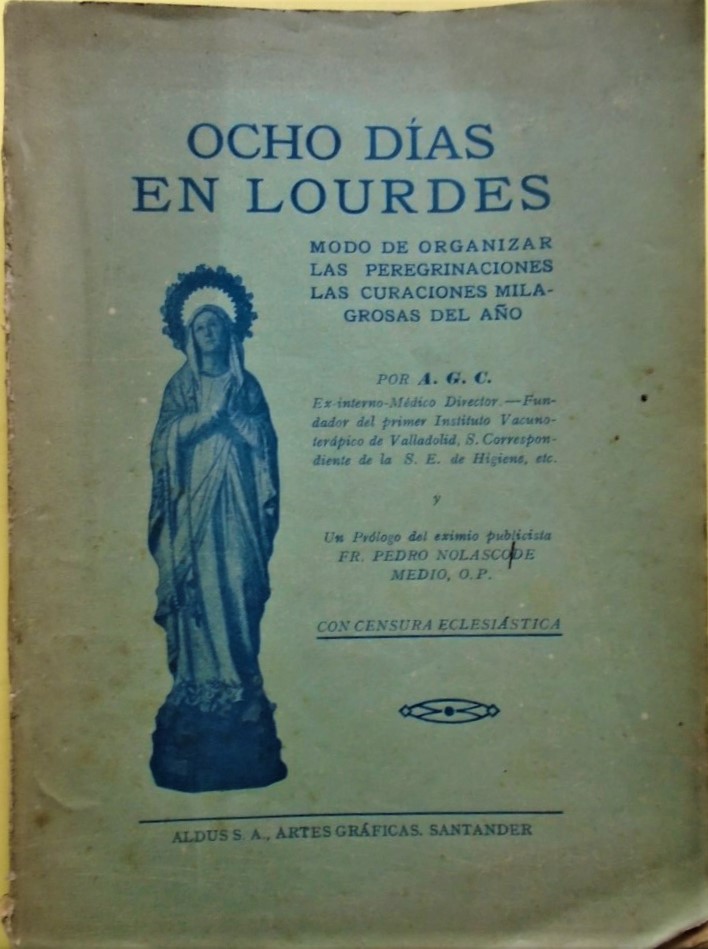 OCHO DÍAS
EN LOURDES
MODO DE ORGANIZAR
LAS PEREGRINACIONES
LAS CURACIONES MILA-
GROSAS DEL AÑO
POR A. G. C.
Ex-interno-Médico Director.—Fun-
dador del primer Instituto Vacuno-
terápico de Valladolid, S. Correspon-
diente de la S. E. de Higiene, etc.
y
Un Prólogo del eximio publicista
FR. PEDRO NOLASCO DE
MEDIO, O.P.
CON CENSURA ECLESIÁSTICA
ALDUS S. A., ARTES GRÁFICAS. SANTANDER